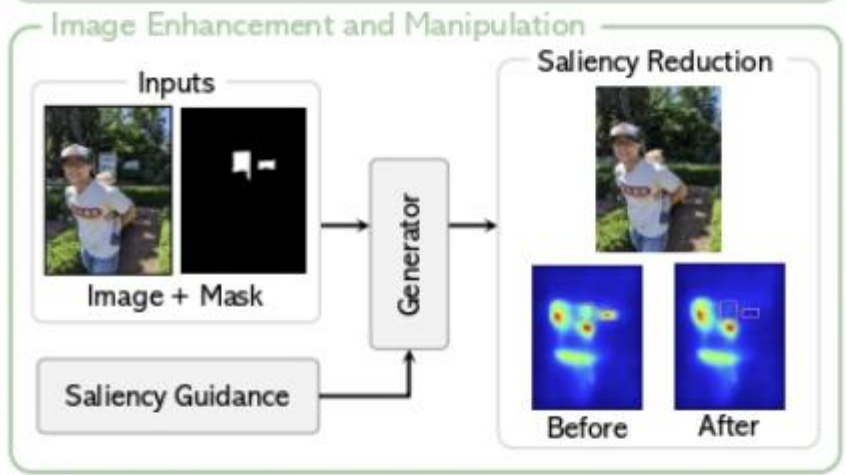 Image Enhancement and Manipulation
Inputs
Image + Mask
Saliency Guidance
Generator
Saliency Reduction
Before
After